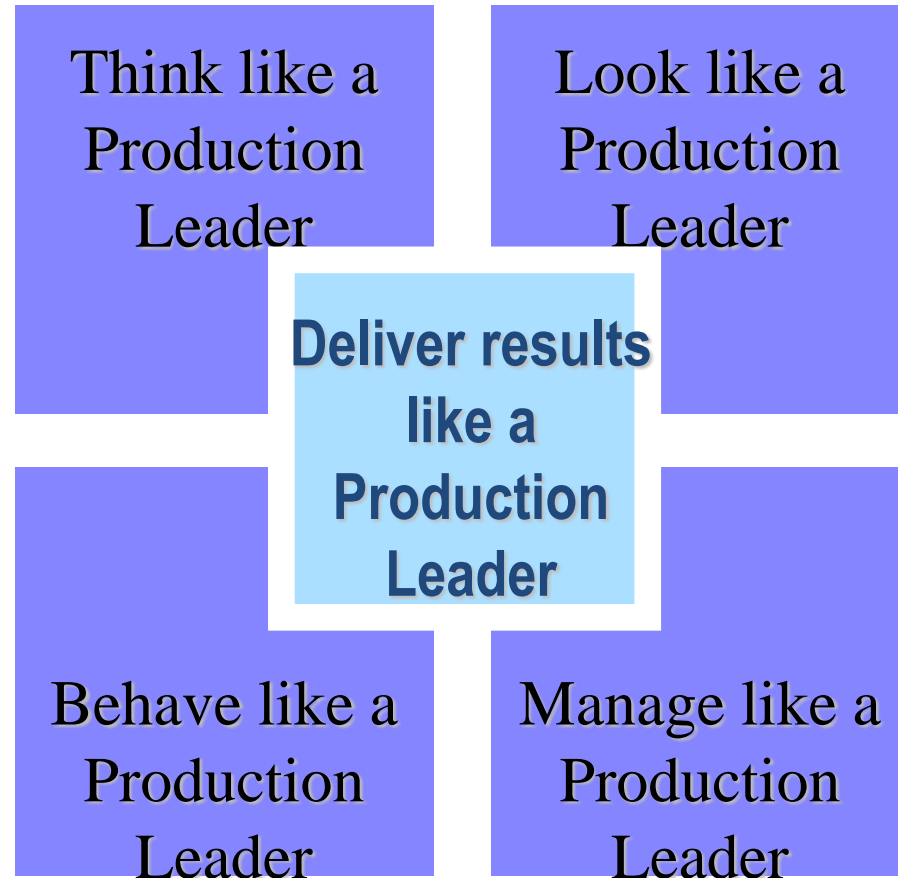 Think like a
Production
Leader
Look like a
Production
Leader
Deliver results
like a
Production
Leader
Behave like a
Production
Leader
Manage like a
Production
Leader